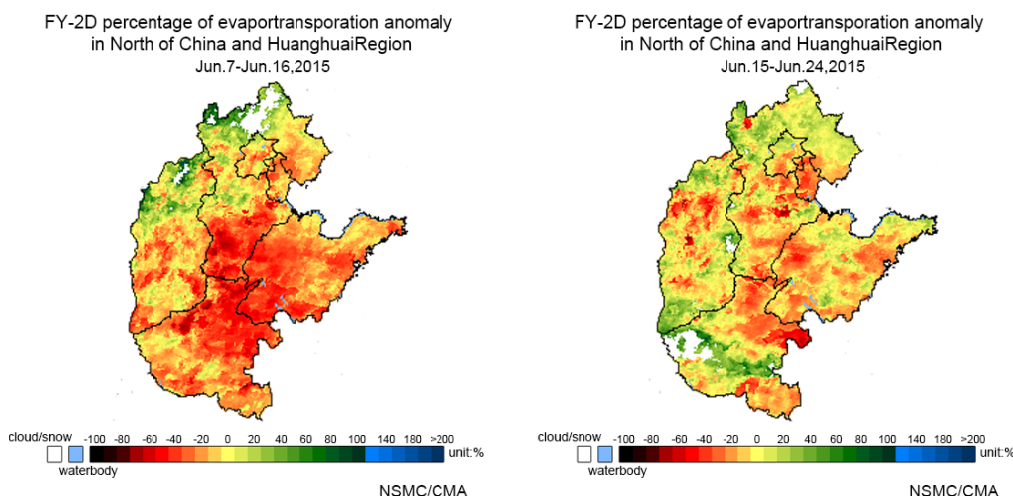 FY-2D percentage of evaportransporation anomaly
in North of China and HuanghuaiRegion
Jun.7-Jun.16,2015
cloud/snow -100 -80 -60 -40 -20 0 20 40 60 80 100 140 180 >200
unit:%
waterbody
NSMC/CMA
FY-2D percentage of evaportransporation anomaly
in North of China and HuanghuaiRegion
Jun.15-Jun.24,2015
cloud/snow -100 -80 -60 -40 -20 0 20 40 60 80 100 140 180 >200
unit:%
waterbody
NSMC/CMA